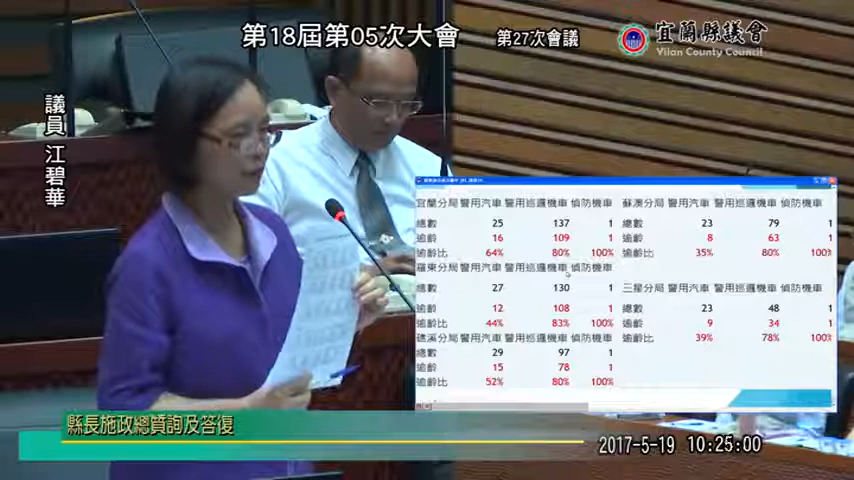 第18屆第05次大會 第27次會議
宜蘭縣議會
Yilan County Council
議員 江碧華
宜蘭分局 警用汽車 警用巡邏機車 偵防機車
總數 25 137 1
逾齡 16 109 1
逾齡比 64% 80% 100%
羅東分局 警用汽車 警用巡邏機車 偵防機車
總數 27 130 1
逾齡 12 108 1
逾齡比 44% 83% 100%
礁溪分局 警用汽車 警用巡邏機車 偵防機車
總數 29 97 1
逾齡 15 78 1
逾齡比 52% 80% 100%
蘇澳分局 警用汽車 警用巡邏機車 偵防機車
總數 23 79 1
逾齡 8 63 1
逾齡比 35% 80% 100%
三星分局 警用汽車 警用巡邏機車 偵防機車
總數 23 48 1
逾齡 9 34 1
逾齡比 39% 78% 100%
縣長施政總質詢及答復
2017-5-19 10:25:00